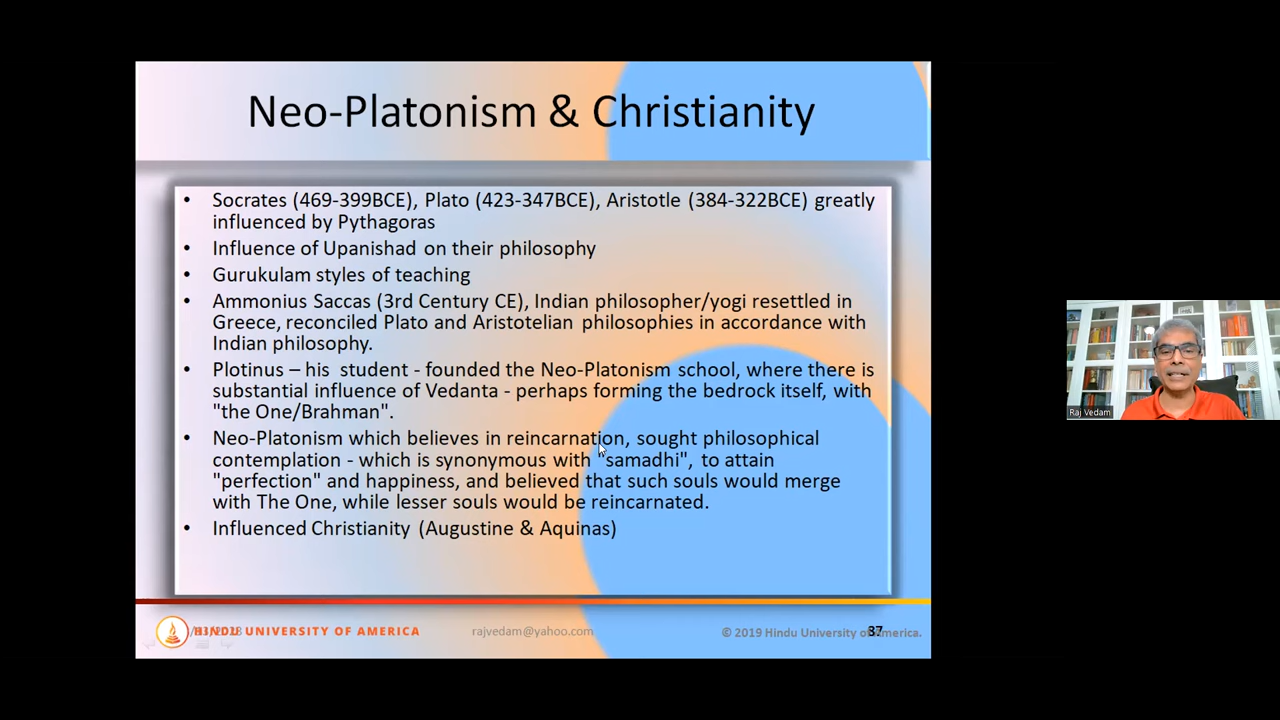 Neo-Platonism & Christianity
• Socrates (469-399BCE), Plato (423-347BCE), Aristotle (384-322BCE) greatly
influenced by Pythagoras
• Influence of Upanishad on their philosophy
• Gurukulam styles of teaching
• Ammonius Saccas (3rd Century CE), Indian philosopher/yogi resettled in
Greece, reconciled Plato and Aristotelian philosophies in accordance with
Indian philosophy.
• Plotinus – his student - founded the Neo-Platonism school, where there is
substantial influence of Vedanta - perhaps forming the bedrock itself, with
"the One/Brahman".
• Neo-Platonism which believes in reincarnation, sought philosophical
contemplation - which is synonymous with "samadhi", to attain
"perfection" and happiness, and believed that such souls would merge
with The One, while lesser souls would be reincarnated.
• Influenced Christianity (Augustine & Aquinas)
HINDU UNIVERSITY OF AMERICA
rajvedam@yahoo.com
© 2019 Hindu University of America.
37
Raj Vedam